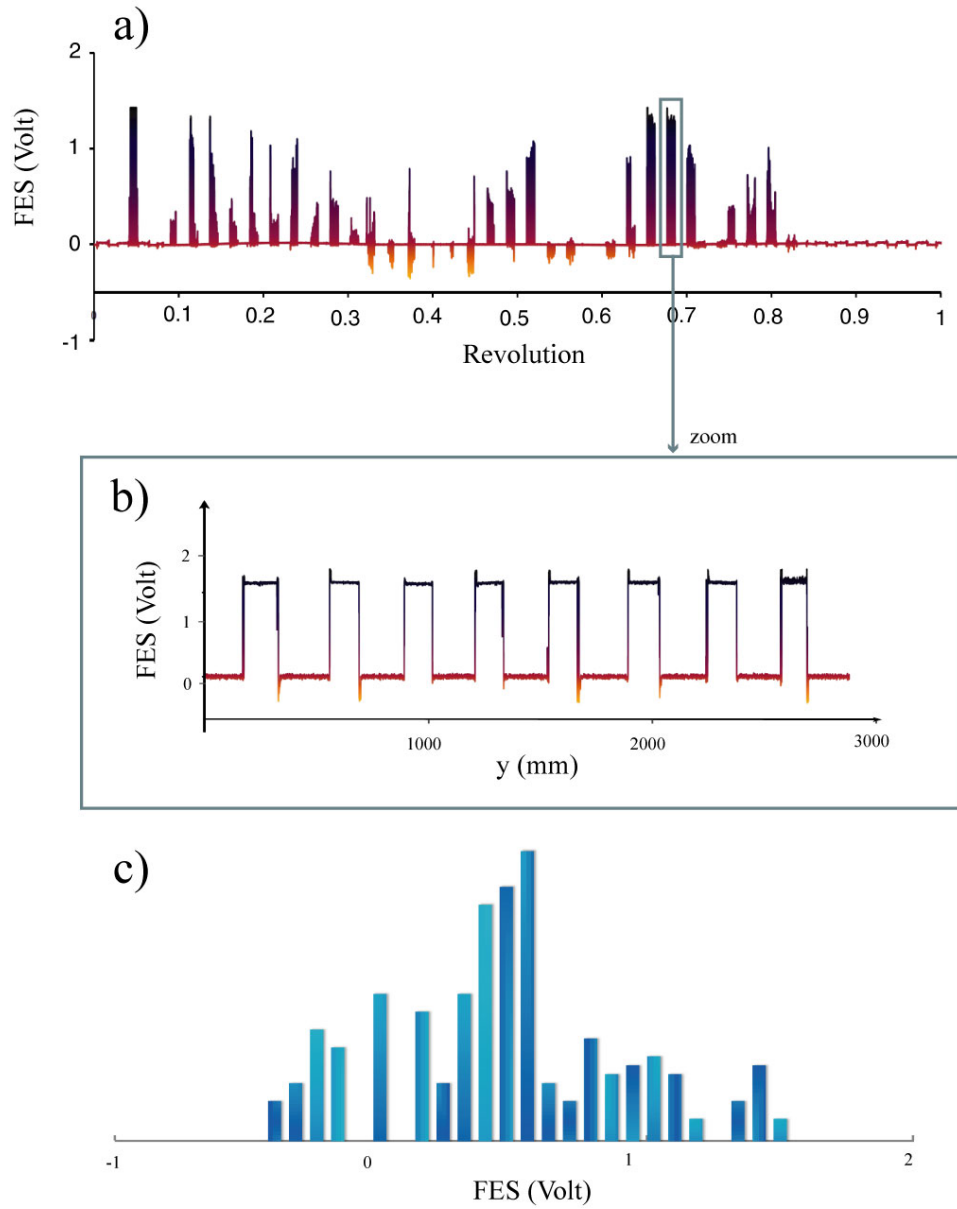 a)
2
1
0
-1
FES (Volt)
0 0.1 0.2 0.3 0.4 0.5 0.6 0.7 0.8 0.9 1
Revolution
zoom
b)
2
1
0
FES (Volt)
1000 2000 3000
y (mm)
c)
-1 0 1 2
FES (Volt)